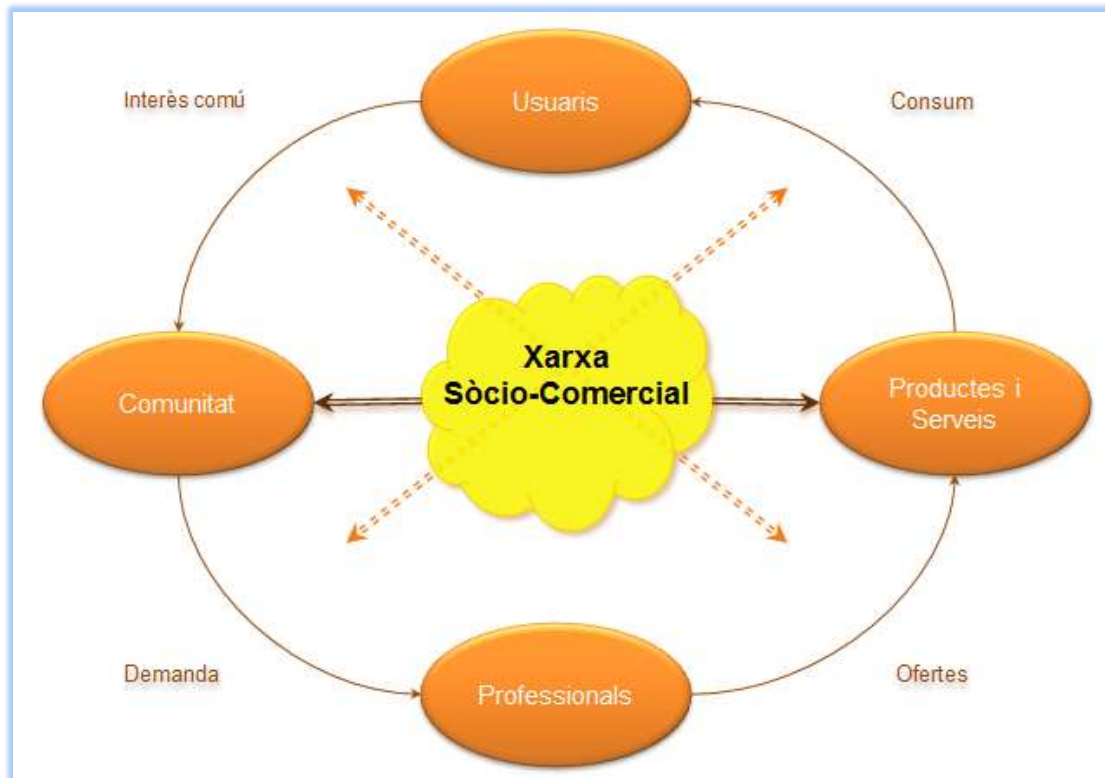 Usuaris
Interès comú
Consum
Xarxa
Sòcio-Comercial
Comunitat
Productes i
Serveis
Demanda
Ofertes
Professionals